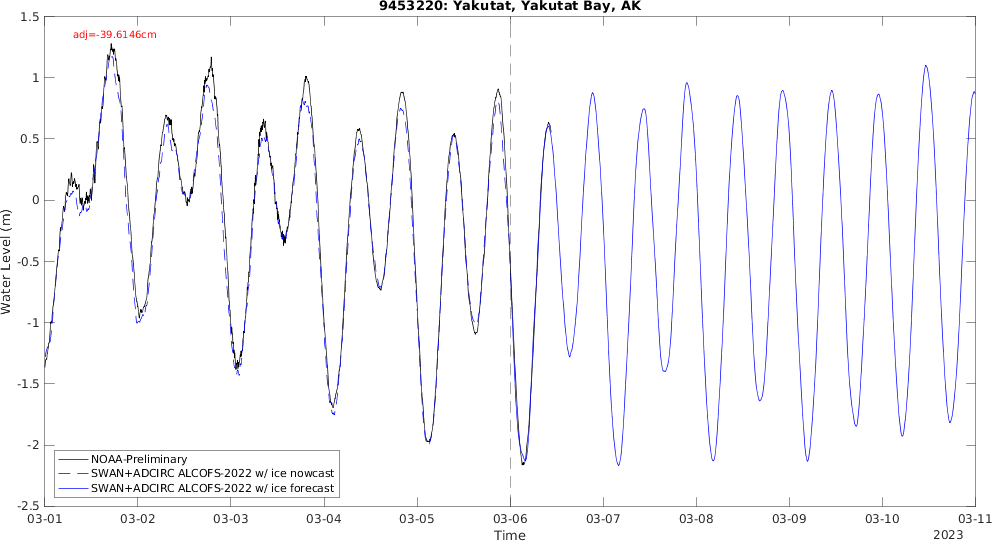 9453220: Yakutat, Yakutat Bay, AK
adj=-39.6146cm
1.5
1
0.5
0
-0.5
-1
-1.5
-2
-2.5
Water Level (m)
NOAA-Preliminary
SWAN+ADCIRC ALCOFS-2022 w/ ice nowcast
SWAN+ADCIRC ALCOFS-2022 w/ ice forecast
03-01 03-02 03-03 03-04 03-05 03-06 03-07 03-08 03-09 03-10 03-11
Time
2023